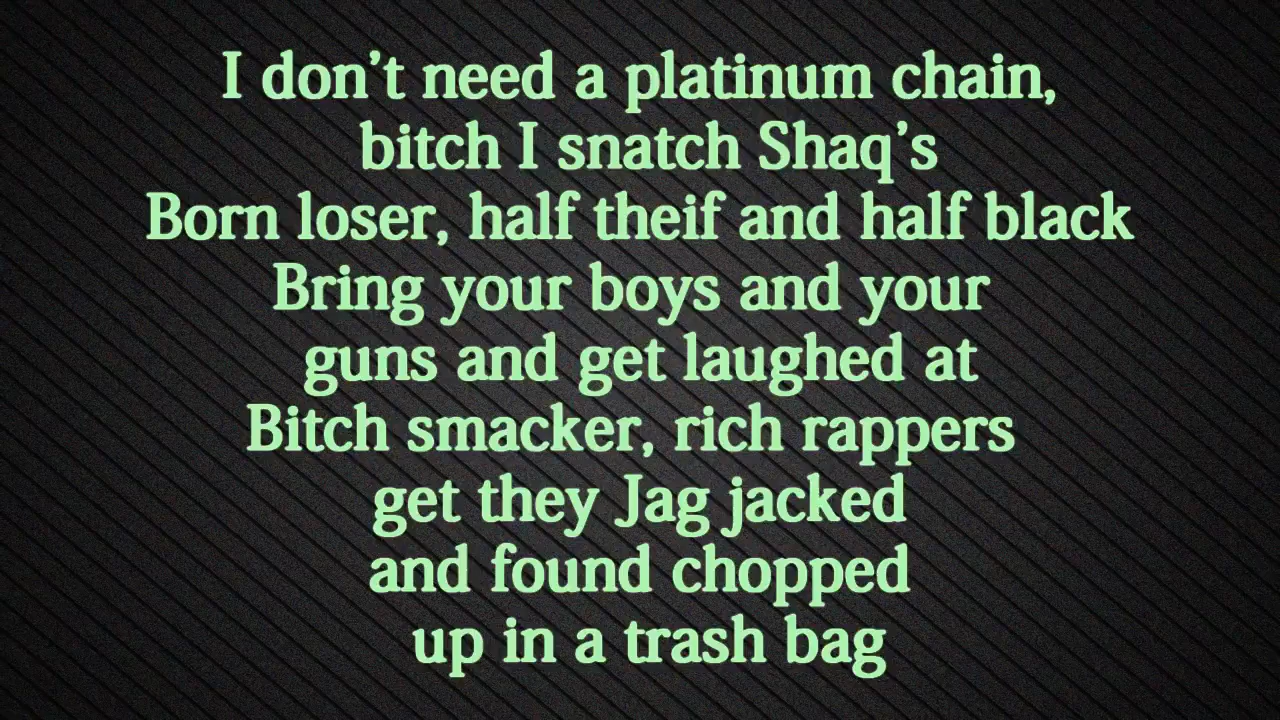 I don’t need a platinum chain,
bitch I snatch Shaq’s
Born loser, half theif and half black
Bring your boys and your
guns and get laughed at
Bitch smacker, rich rappers
get they Jag jacked
and found chopped
up in a trash bag